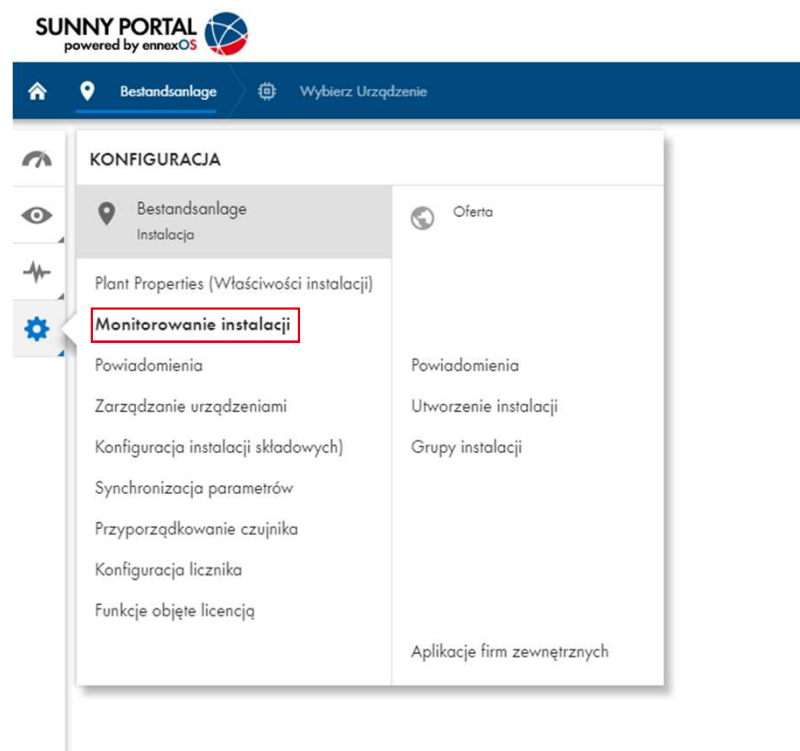 SUNNY PORTAL
powered by ennexOS
Bestandsanlage
Wybierz Urządzenie
KONFIGURACJA
Bestandsanlage
Instalacja
Oferta
Plant Properties (Właściwości instalacji)
Monitorowanie instalacji
Powiadomienia
Powiadomienia
Zarządzanie urządzeniami
Utworzenie instalacji
Konfiguracja instalacji składowych)
Grupy instalacji
Synchronizacja parametrów
Przyporządkowanie czujnika
Konfiguracja licznika
Funkcje objęte licencją
Aplikacje firm zewnętrznych